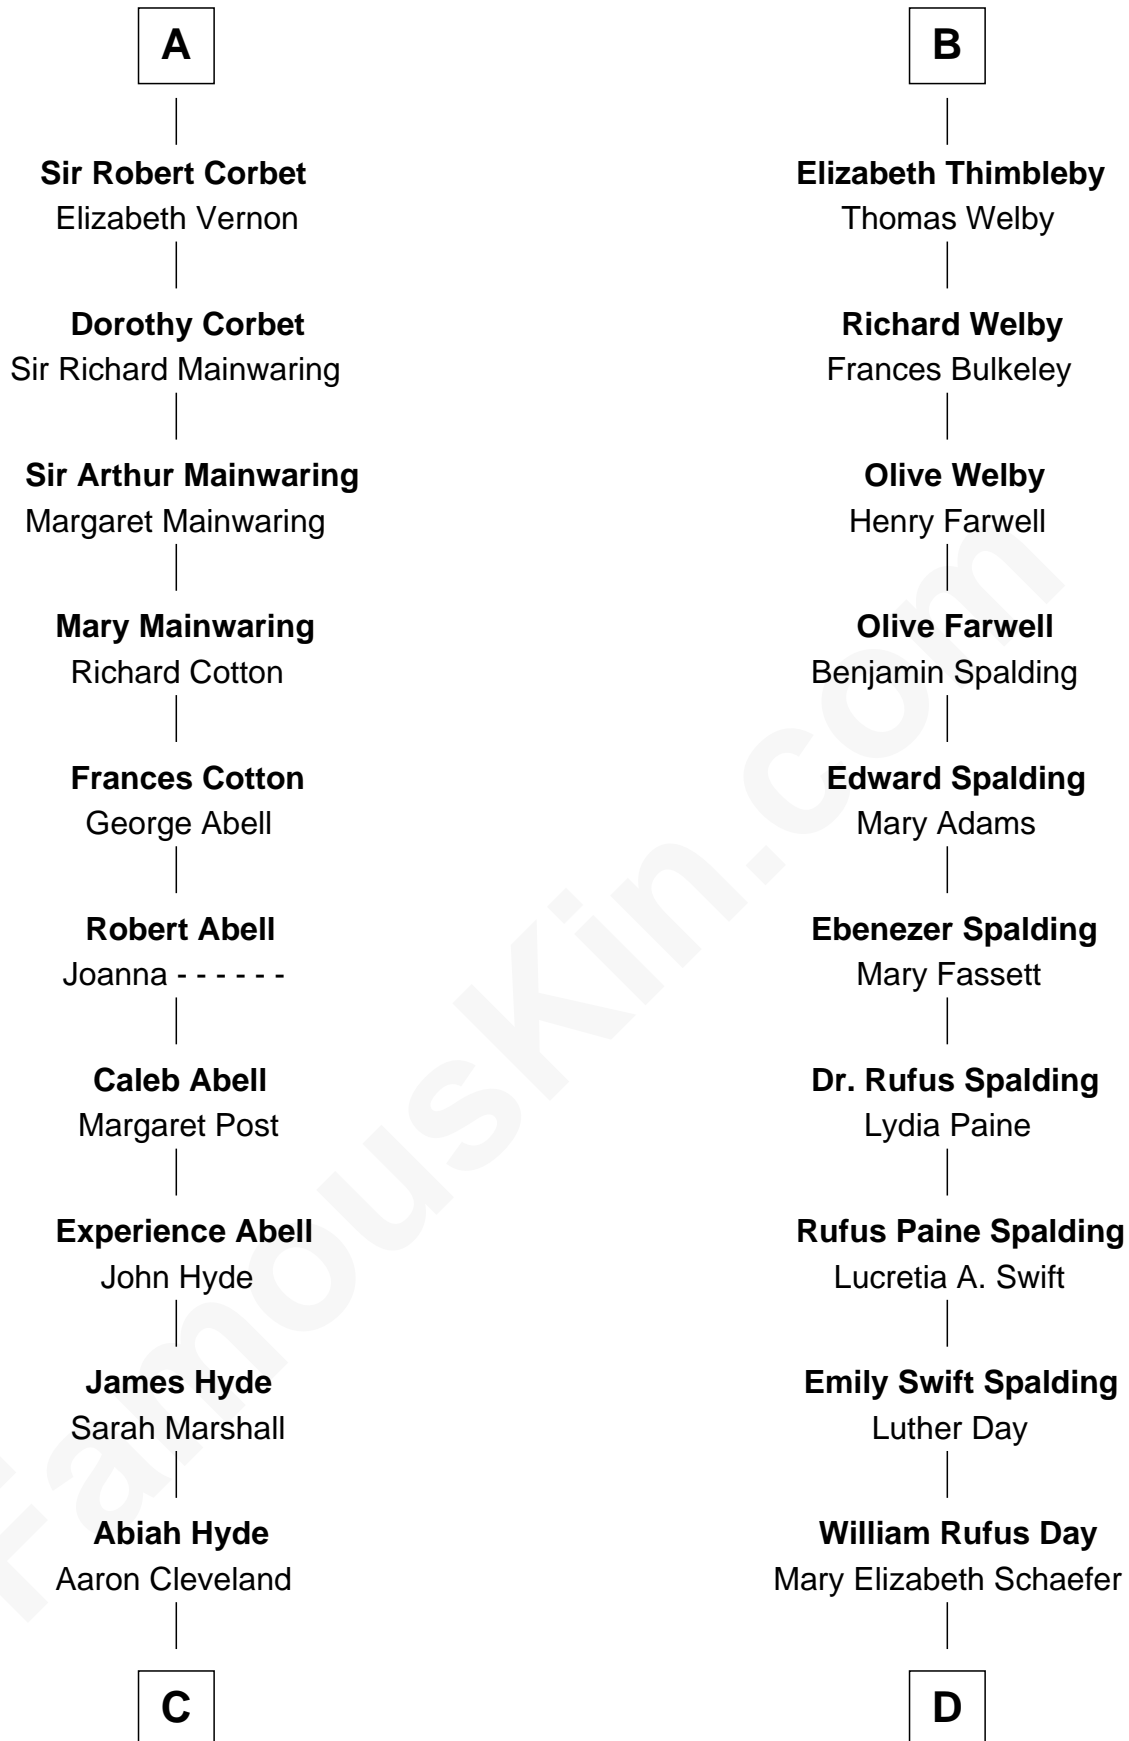 A
Sir Robert Corbet
Elizabeth Vernon
Dorothy Corbet
Sir Richard Mainwaring
Sir Arthur Mainwaring
Margaret Mainwaring
Mary Mainwaring
Richard Cotton
Frances Cotton
George Abell
Robert Abell
Joanna - - - - - -
Caleb Abell
Margaret Post
Experience Abell
John Hyde
James Hyde
Sarah Marshall
Abiah Hyde
Aaron Cleveland
C
B
Elizabeth Thimbleby
Thomas Welby
Richard Welby
Frances Bulkeley
Olive Welby
Henry Farwell
Olive Farwell
Benjamin Spalding
Edward Spalding
Mary Adams
Ebenezer Spalding
Mary Fassett
Dr. Rufus Spalding
Lydia Paine
Rufus Paine Spalding
Lucretia A. Swift
Emily Swift Spalding
Luther Day
William Rufus Day
Mary Elizabeth Schaefer
D
FamousKin.com